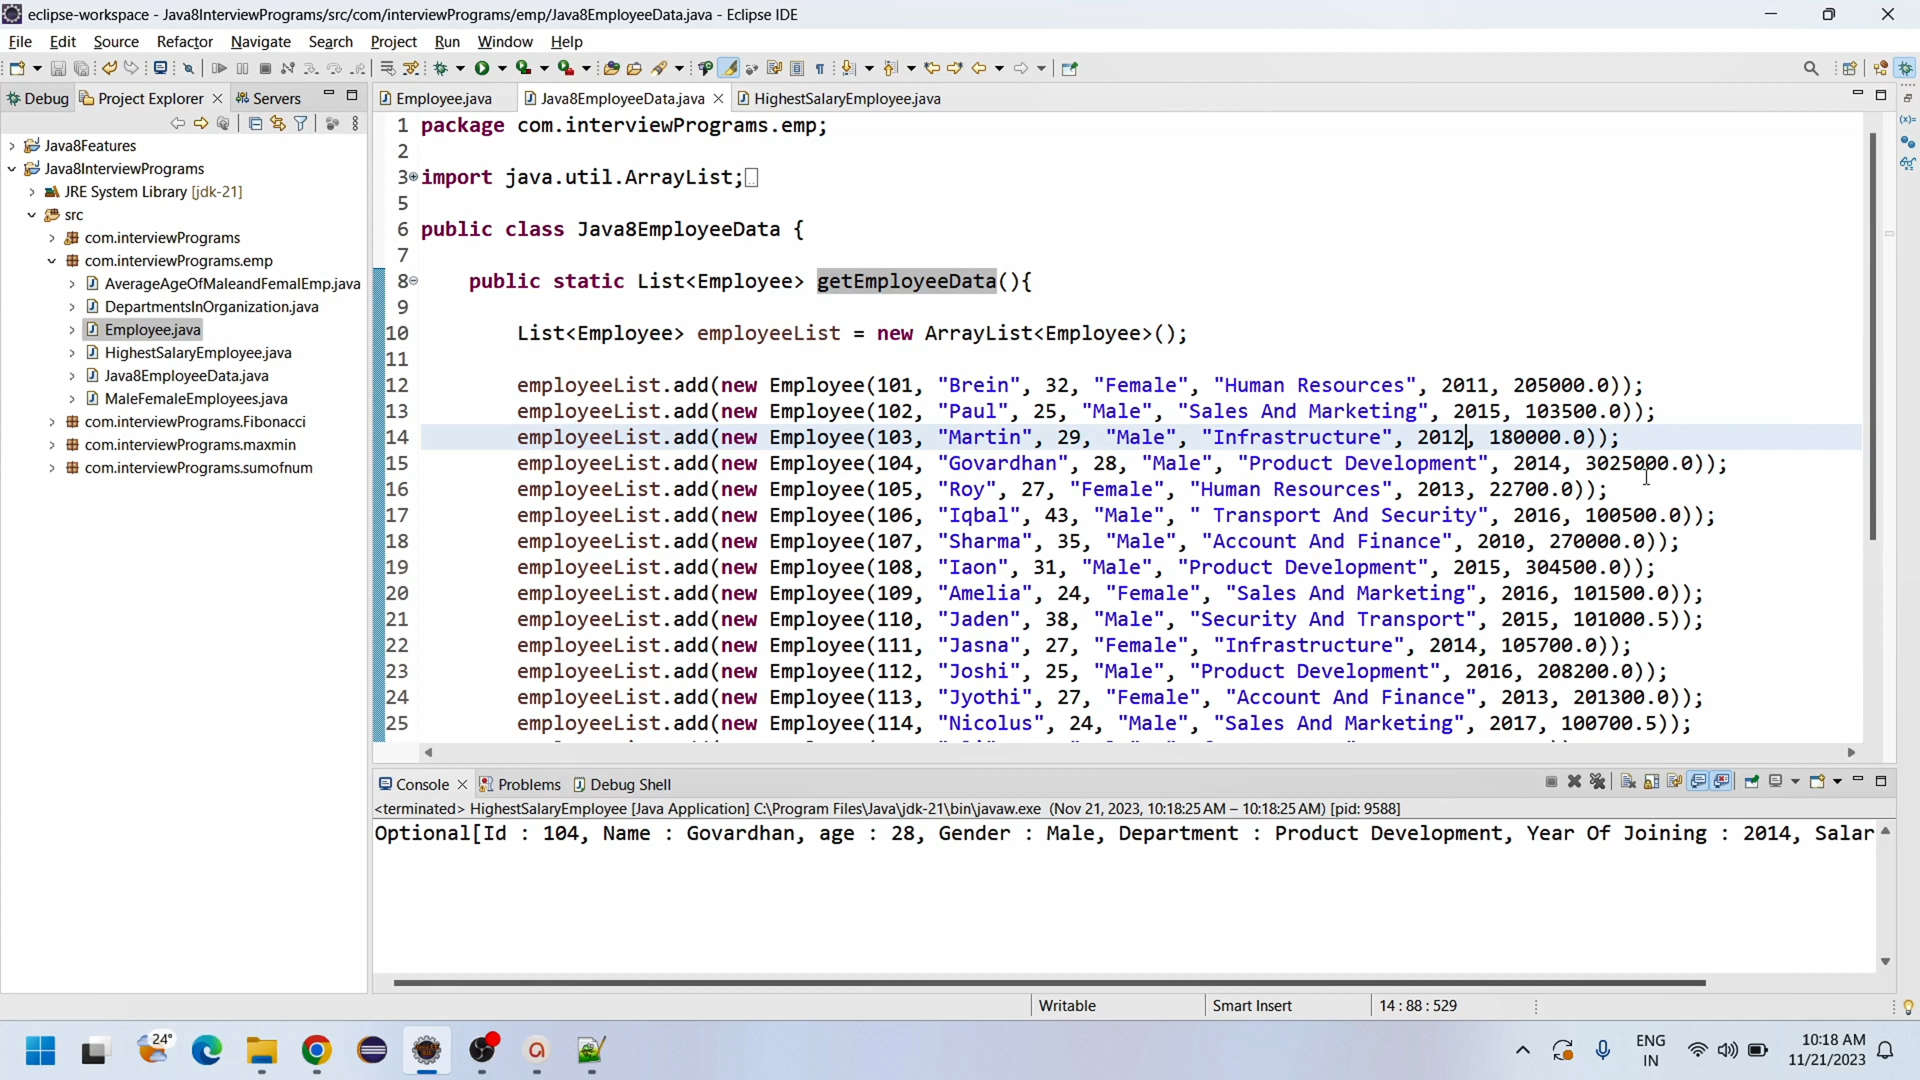 eclipse-workspace - Java8InterviewPrograms/src/com/interviewPrograms/emp/Java8EmployeeData.java - Eclipse IDE
File Edit Source Refactor Navigate Search Project Run Window Help
Debug Project Explorer Servers
Employee.java Java8EmployeeData.java HighestSalaryEmployee.java
Java8Features
Java8InterviewPrograms
JRE System Library [jdk-21]
src
com.interviewPrograms
com.interviewPrograms.emp
AverageAgeOfMaleandFemalEmp.java
DepartmentsInOrganization.java
Employee.java
HighestSalaryEmployee.java
Java8EmployeeData.java
MaleFemaleEmployees.java
com.interviewPrograms.Fibonacci
com.interviewPrograms.maxmin
com.interviewPrograms.sumofnum
1 package com.interviewPrograms.emp;
2
3 import java.util.ArrayList;
5
6 public class Java8EmployeeData {
7
8 public static List<Employee> getEmployeeData(){
9
10 List<Employee> employeeList = new ArrayList<Employee>();
11
12 employeeList.add(new Employee(101, "Brein", 32, "Female", "Human Resources", 2011, 205000.0));
13 employeeList.add(new Employee(102, "Paul", 25, "Male", "Sales And Marketing", 2015, 103500.0));
14 employeeList.add(new Employee(103, "Martin", 29, "Male", "Infrastructure", 2012, 180000.0));
15 employeeList.add(new Employee(104, "Govardhan", 28, "Male", "Product Development", 2014, 3025000.0));
16 employeeList.add(new Employee(105, "Roy", 27, "Female", "Human Resources", 2013, 22700.0));
17 employeeList.add(new Employee(106, "Iqbal", 43, "Male", " Transport And Security", 2016, 100500.0));
18 employeeList.add(new Employee(107, "Sharma", 35, "Male", "Account And Finance", 2010, 270000.0));
19 employeeList.add(new Employee(108, "Iaon", 31, "Male", "Product Development", 2015, 304500.0));
20 employeeList.add(new Employee(109, "Amelia", 24, "Female", "Sales And Marketing", 2016, 101500.0));
21 employeeList.add(new Employee(110, "Jaden", 38, "Male", "Security And Transport", 2015, 101000.5));
22 employeeList.add(new Employee(111, "Jasna", 27, "Female", "Infrastructure", 2014, 105700.0));
23 employeeList.add(new Employee(112, "Joshi", 25, "Male", "Product Development", 2016, 208200.0));
24 employeeList.add(new Employee(113, "Jyothi", 27, "Female", "Account And Finance", 2013, 201300.0));
25 employeeList.add(new Employee(114, "Nicolus", 24, "Male", "Sales And Marketing", 2017, 100700.5));
Console Problems Debug Shell
<terminated> HighestSalaryEmployee [Java Application] C:\Program Files\Java\jdk-21\bin\javaw.exe (Nov 21, 2023, 10:18:25 AM – 10:18:25 AM) [pid: 9588]
Optional[Id : 104, Name : Govardhan, age : 28, Gender : Male, Department : Product Development, Year Of Joining : 2014, Salar
Writable Smart Insert 14 : 88 : 529
24°
ENG
IN
10:18 AM
11/21/2023